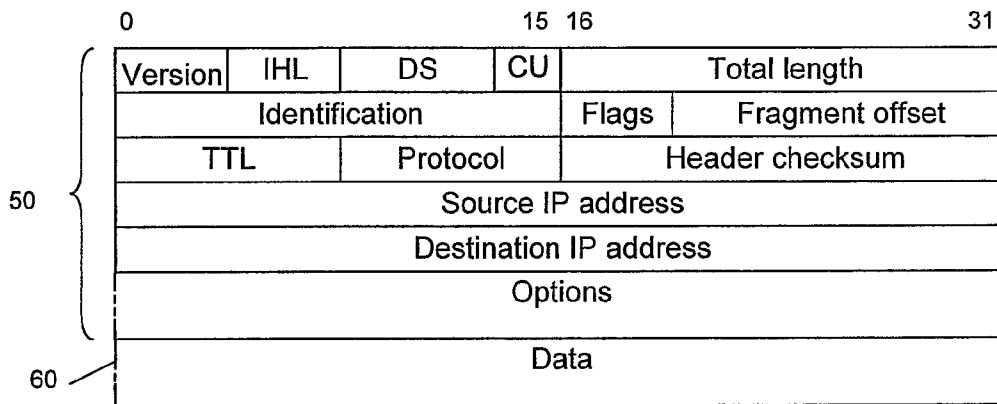 0 15 16 31
Version IHL DS CU Total length
Identification Flags Fragment offset
TTL Protocol Header checksum
50
Source IP address
Destination IP address
Options
Data
60